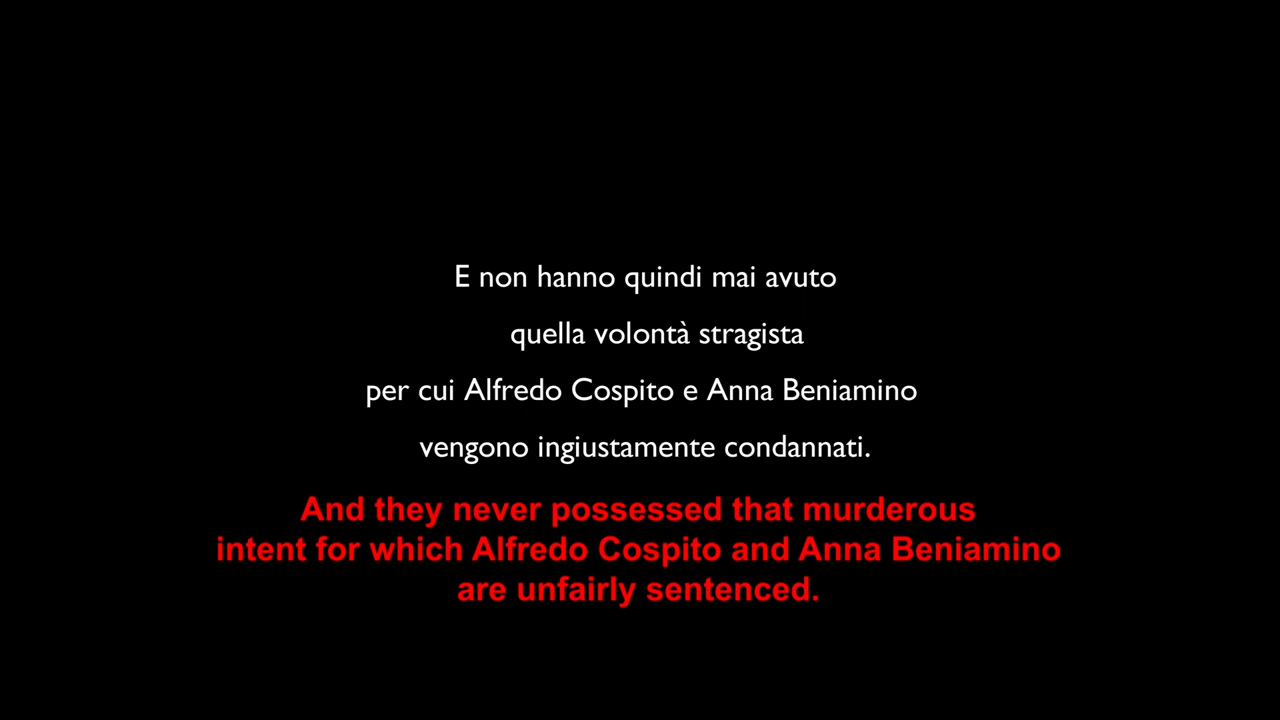 E non hanno quindi mai avuto
quella volontà stragista
per cui Alfredo Cospito e Anna Beniamino
vengono ingiustamente condannati.
And they never possessed that murderous
intent for which Alfredo Cospito and Anna Beniamino
are unfairly sentenced.